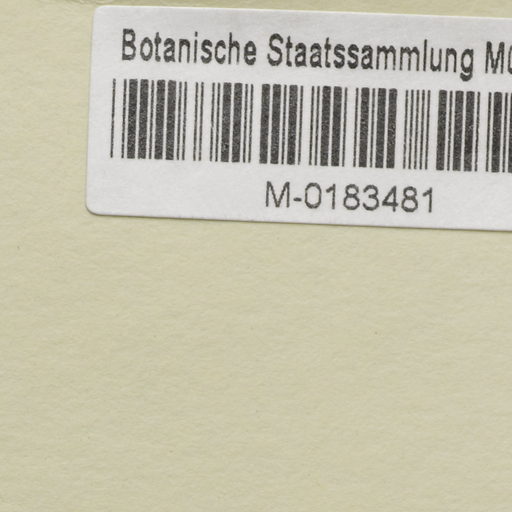 Botanische Staatssammlung
M-0183481